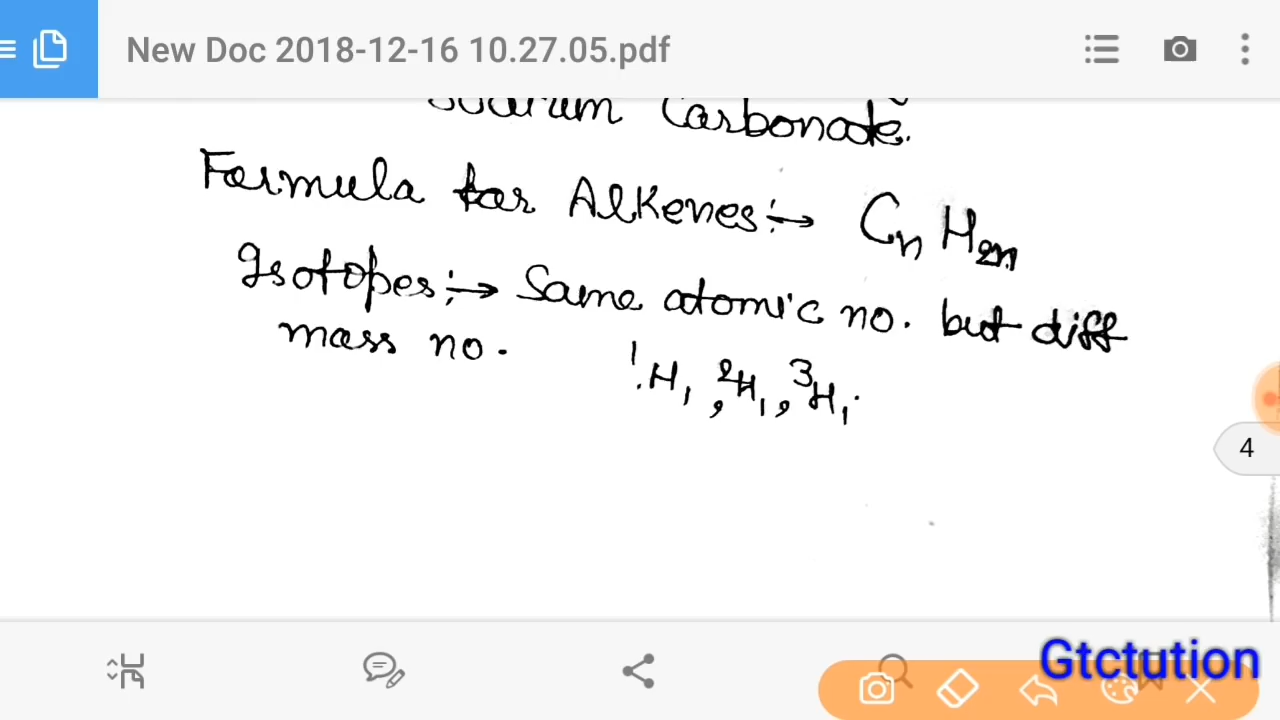 New Doc 2018-12-16 10.27.05.pdf
Sodium Carbonate.
Formula for Alkenes:→ CnH2n
Isotopes:→ Same atomic no. but diff
mass no. ¹H₁, ²H₁, ³H₁.
4
Gtctution